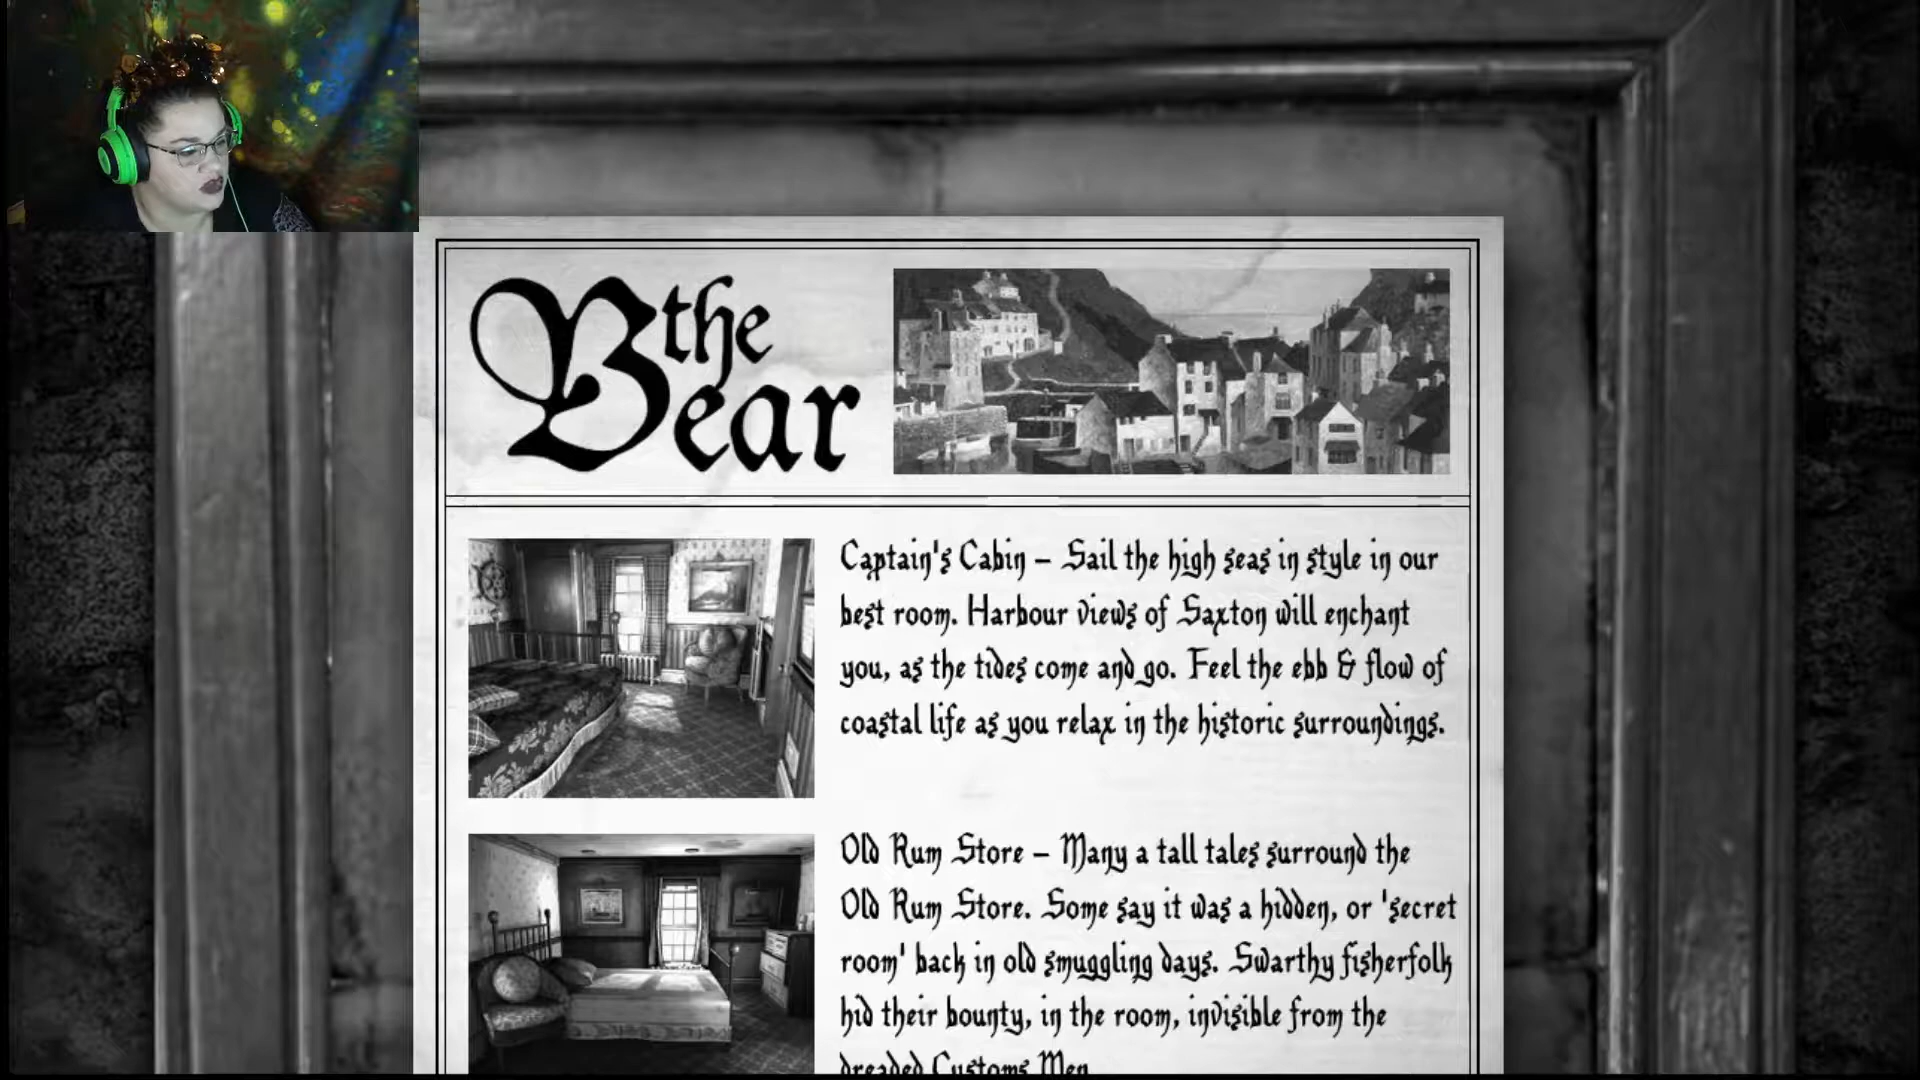 the
Bear
Captain's Cabin – Sail the high seas in style in our
best room. Harbour views of Saxton will enchant
you, as the tides come and go. Feel the ebb & flow of
coastal life as you relax in the historic surroundings.
Old Rum Store – Many a tall tales surround the
Old Rum Store. Some say it was a hidden, or 'secret
room' back in old smuggling days. Swarthy fisherfolk
hid their bounty, in the room, invisible from the
dreaded Customs Men